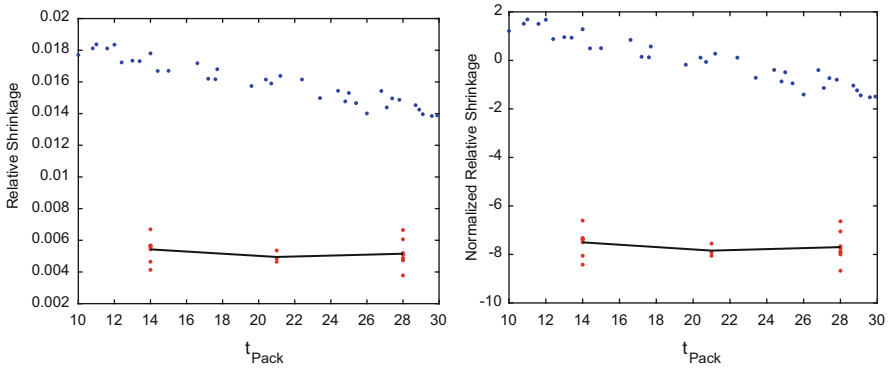 0.02
0.018
0.016
0.014
0.012
0.01
0.008
0.006
0.004
0.002
Relative Shrinkage
10 12 14 16 18 20 22 24 26 28 30
t_Pack
2
0
-2
-4
-6
-8
-10
Normalized Relative Shrinkage
10 12 14 16 18 20 22 24 26 28 30
t_Pack